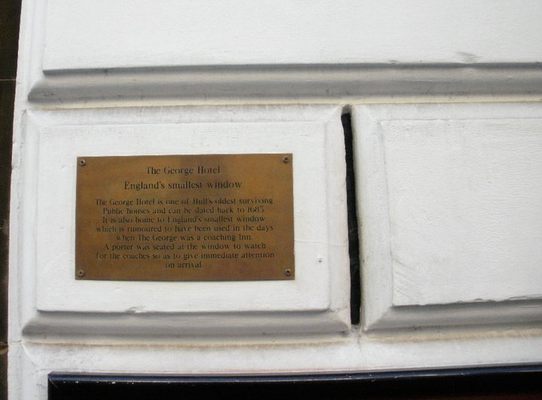 The George Hotel
England's smallest window
The George Hotel is one of Hull's oldest surviving
Public houses and can be dated back to 1683
It is also home to England's smallest window
which is rumoured to have been used in the days
when The George was a coaching Inn.
A porter was seated at the window to watch
for the coaches so as to give immediate attention
on arrival